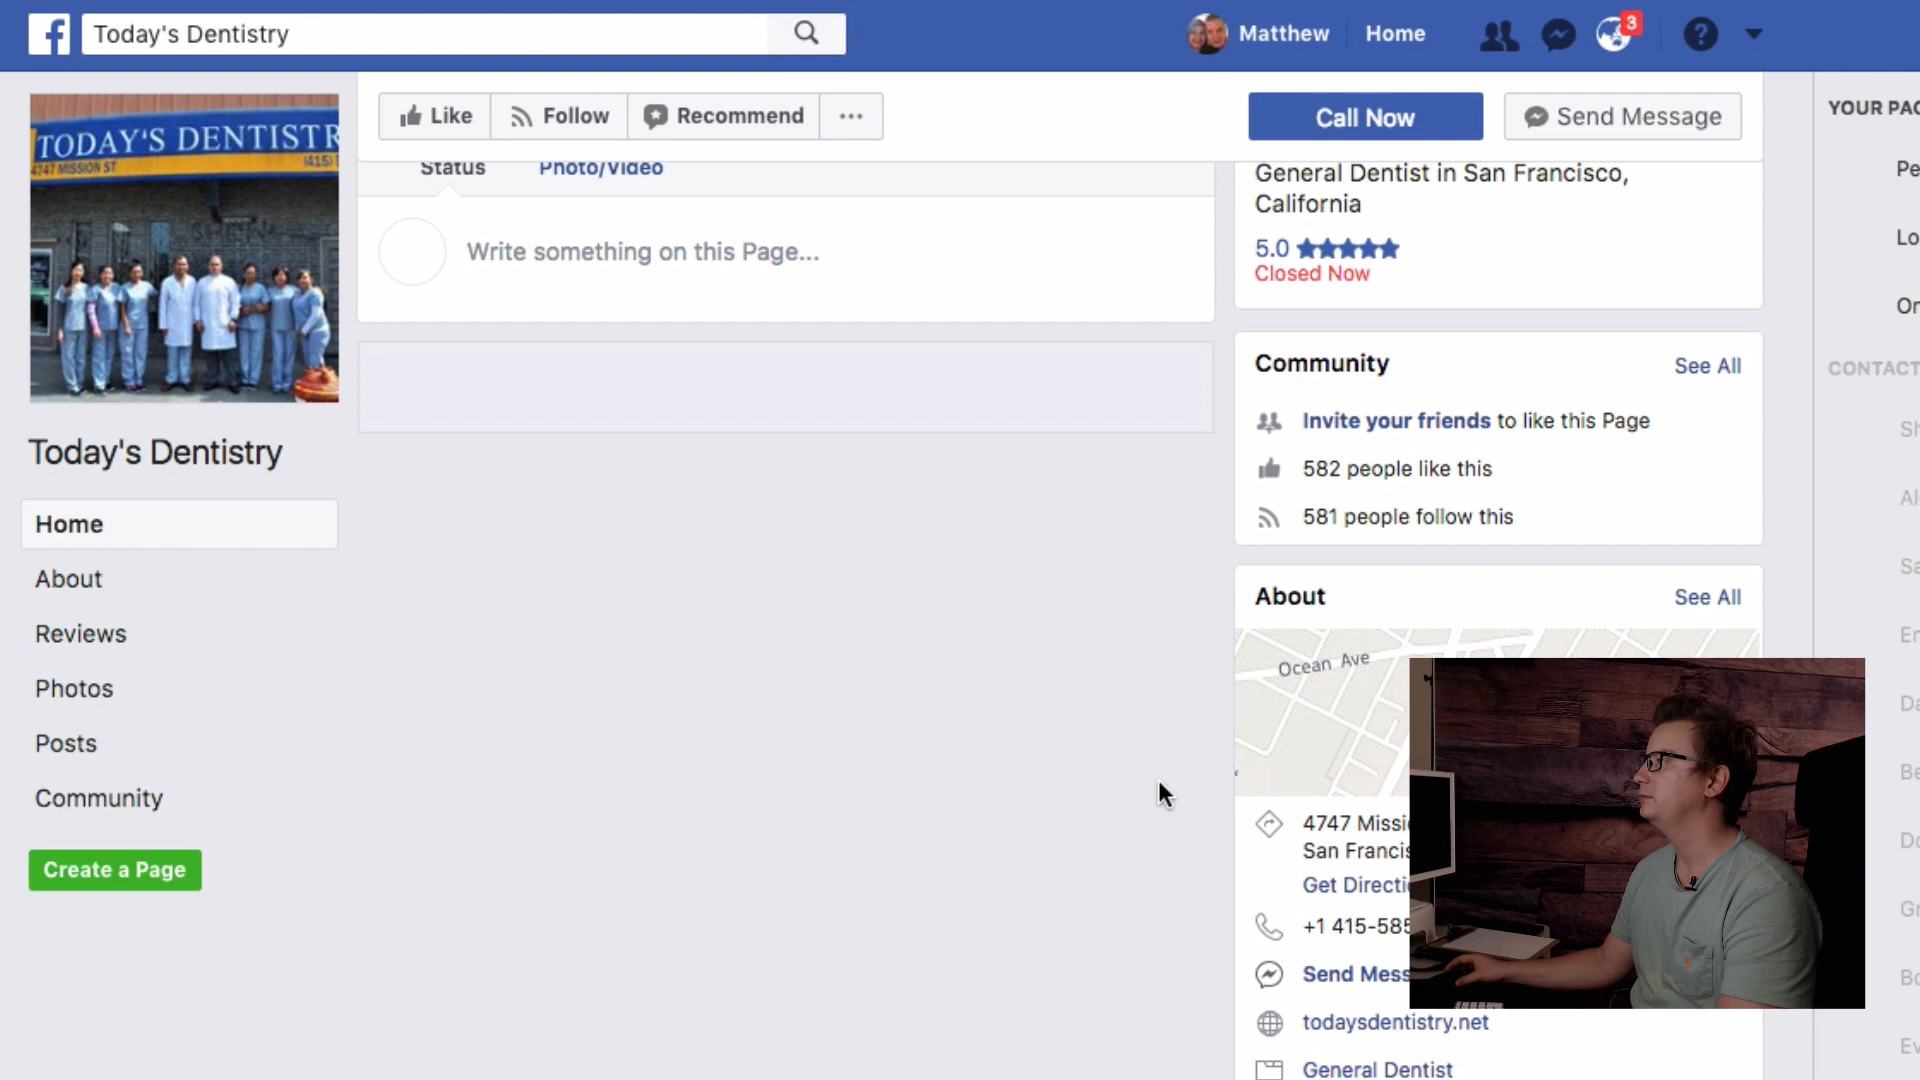 Today's Dentistry
Matthew
Home
3
TODAY'S DENTISTR
4747 MISSION ST
(415)
Like
Follow
Recommend
Call Now
Send Message
YOUR PAG
Status
Photo/Video
General Dentist in San Francisco,
California
Write something on this Page...
5.0
Closed Now
Community
See All
Invite your friends to like this Page
582 people like this
581 people follow this
CONTACT
Today's Dentistry
Home
About
Reviews
Photos
Posts
Community
Create a Page
About
See All
Ocean Ave
4747 Missi
San Francis
Get Directi
+1 415-585
Send Mess
todaysdentistry.net
General Dentist